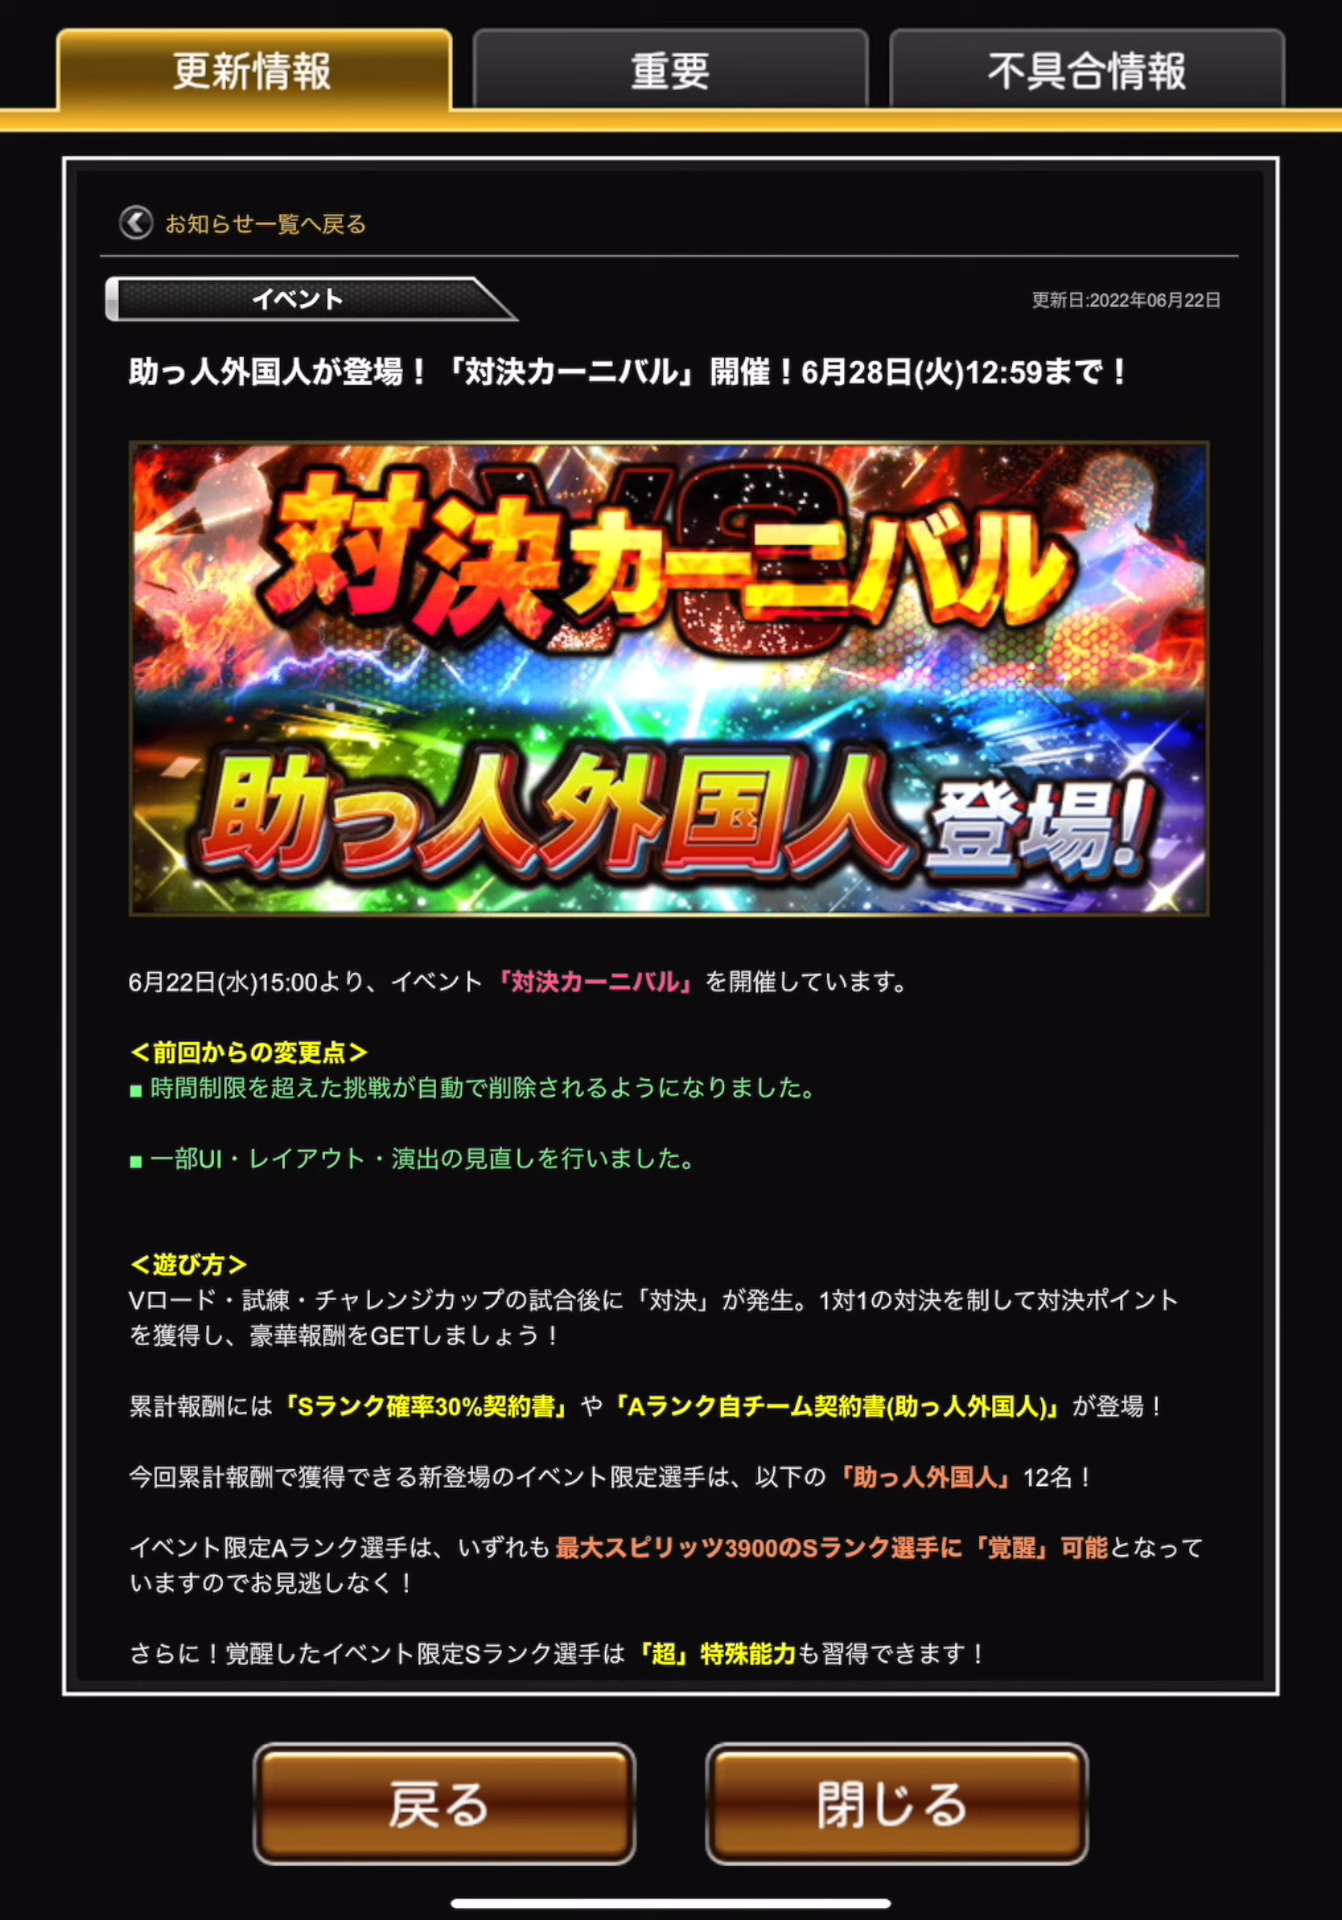 更新情報
重要
不具合情報
お知らせ一覧へ戻る
イベント
更新日:2022年06月22日
助っ人外国人が登場！「対決カーニバル」開催！6月28日(火)12:59まで！
VS
対決カーニバル
助っ人外国人登場!
6月22日(水)15:00より、イベント「対決カーニバル」を開催しています。
＜前回からの変更点＞
■ 時間制限を超えた挑戦が自動で削除されるようになりました。
■ 一部UI・レイアウト・演出の見直しを行いました。
＜遊び方＞
Vロード・試練・チャレンジカップの試合後に「対決」が発生。1対1の対決を制して対決ポイント
を獲得し、豪華報酬をGETしましょう！
累計報酬には「Sランク確率30%契約書」や「Aランク自チーム契約書(助っ人外国人)」が登場！
今回累計報酬で獲得できる新登場のイベント限定選手は、以下の「助っ人外国人」12名！
イベント限定Aランク選手は、いずれも最大スピリッツ3900のSランク選手に「覚醒」可能となって
いますのでお見逃しなく！
さらに！覚醒したイベント限定Sランク選手は「超」特殊能力も習得できます！
戻る
閉じる